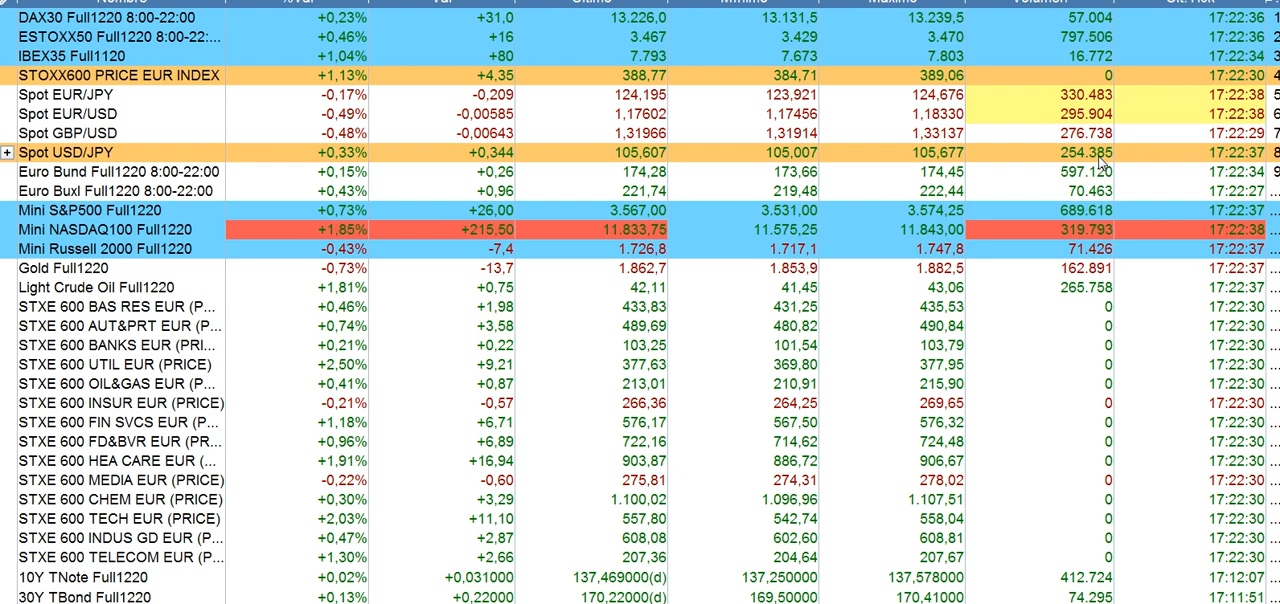 Nombre %Var Var Último Mínimo Máximo Volumen Ült.Tick
DAX30 Full1220 8:00-22:00 +0,23% +31,0 13.226,0 13.131,5 13.239,5 57.004 17:22:36 1
ESTOXX50 Full1220 8:00-22:... +0,46% +16 3.467 3.429 3.470 797.506 17:22:36 2
IBEX35 Full1120 +1,04% +80 7.793 7.673 7.803 16.772 17:22:34 3
STOXX600 PRICE EUR INDEX +1,13% +4,35 388,77 384,71 389,06 0 17:22:30 4
Spot EUR/JPY -0,17% -0,209 124,195 123,921 124,676 330.483 17:22:38 5
Spot EUR/USD -0,49% -0,00585 1,17602 1,17456 1,18330 295.904 17:22:38 6
Spot GBP/USD -0,48% -0,00643 1,31966 1,31914 1,33137 276.738 17:22:29 7
+ Spot USD/JPY +0,33% +0,344 105,607 105,007 105,677 254.385 17:22:37 8
Euro Bund Full1220 8:00-22:00 +0,15% +0,26 174,28 173,66 174,45 597.120 17:22:34 9
Euro Buxl Full1220 8:00-22:00 +0,43% +0,96 221,74 219,48 222,44 70.463 17:22:27 ...
Mini S&P500 Full1220 +0,73% +26,00 3.567,00 3.531,00 3.574,25 689.618 17:22:37 ...
Mini NASDAQ100 Full1220 +1,85% +215,50 11.833,75 11.575,25 11.843,00 319.793 17:22:38 ...
Mini Russell 2000 Full1220 -0,43% -7,4 1.726,8 1.717,1 1.747,8 71.426 17:22:37 ...
Gold Full1220 -0,73% -13,7 1.862,7 1.853,9 1.882,5 162.891 17:22:37 ...
Light Crude Oil Full1220 +1,81% +0,75 42,11 41,45 43,06 265.758 17:22:37 ...
STXE 600 BAS RES EUR (P... +0,46% +1,98 433,83 431,25 435,53 0 17:22:30 ...
STXE 600 AUT&PRT EUR (P... +0,74% +3,58 489,69 480,82 490,84 0 17:22:30 ...
STXE 600 BANKS EUR (PRI... +0,21% +0,22 103,25 101,54 103,79 0 17:22:30 ...
STXE 600 UTIL EUR (PRICE) +2,50% +9,21 377,63 369,80 377,95 0 17:22:30 ...
STXE 600 OIL&GAS EUR (P... +0,41% +0,87 213,01 210,91 215,90 0 17:22:30 ...
STXE 600 INSUR EUR (PRICE) -0,21% -0,57 266,36 264,25 269,65 0 17:22:30 ...
STXE 600 FIN SVCS EUR (P... +1,18% +6,71 576,17 567,50 576,32 0 17:22:30 ...
STXE 600 FD&BVR EUR (PR... +0,96% +6,89 722,16 714,62 724,48 0 17:22:30 ...
STXE 600 HEA CARE EUR (... +1,91% +16,94 903,87 886,72 906,67 0 17:22:30 ...
STXE 600 MEDIA EUR (PRICE) -0,22% -0,60 275,81 274,31 278,02 0 17:22:30 ...
STXE 600 CHEM EUR (PRICE) +0,30% +3,29 1.100,02 1.096,96 1.107,51 0 17:22:30 ...
STXE 600 TECH EUR (PRICE) +2,03% +11,10 557,80 542,74 558,04 0 17:22:30 ...
STXE 600 INDUS GD EUR (P... +0,47% +2,87 608,08 602,60 608,81 0 17:22:30 ...
STXE 600 TELECOM EUR (P... +1,30% +2,66 207,36 204,64 207,67 0 17:22:30 ...
10Y TNote Full1220 +0,02% +0,031000 137,469000(d) 137,250000 137,578000 412.724 17:12:07 ...
30Y TBond Full1220 +0,13% +0,22000 170,22000(d) 169,50000 170,41000 74.295 17:11:51 ...